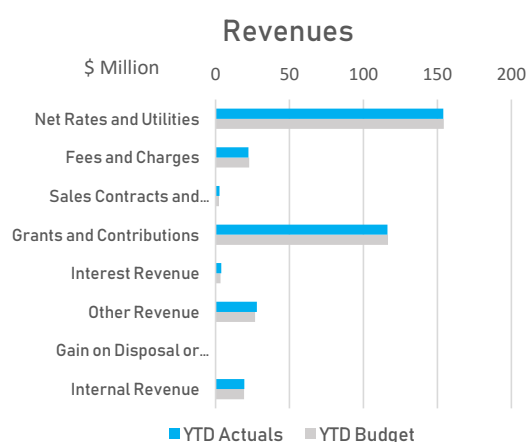 Revenues
$ Million
0 50 100 150 200
Net Rates and Utilities
Fees and Charges
Sales Contracts and...
Grants and Contributions
Interest Revenue
Other Revenue
Gain on Disposal or...
Internal Revenue
YTD Actuals YTD Budget